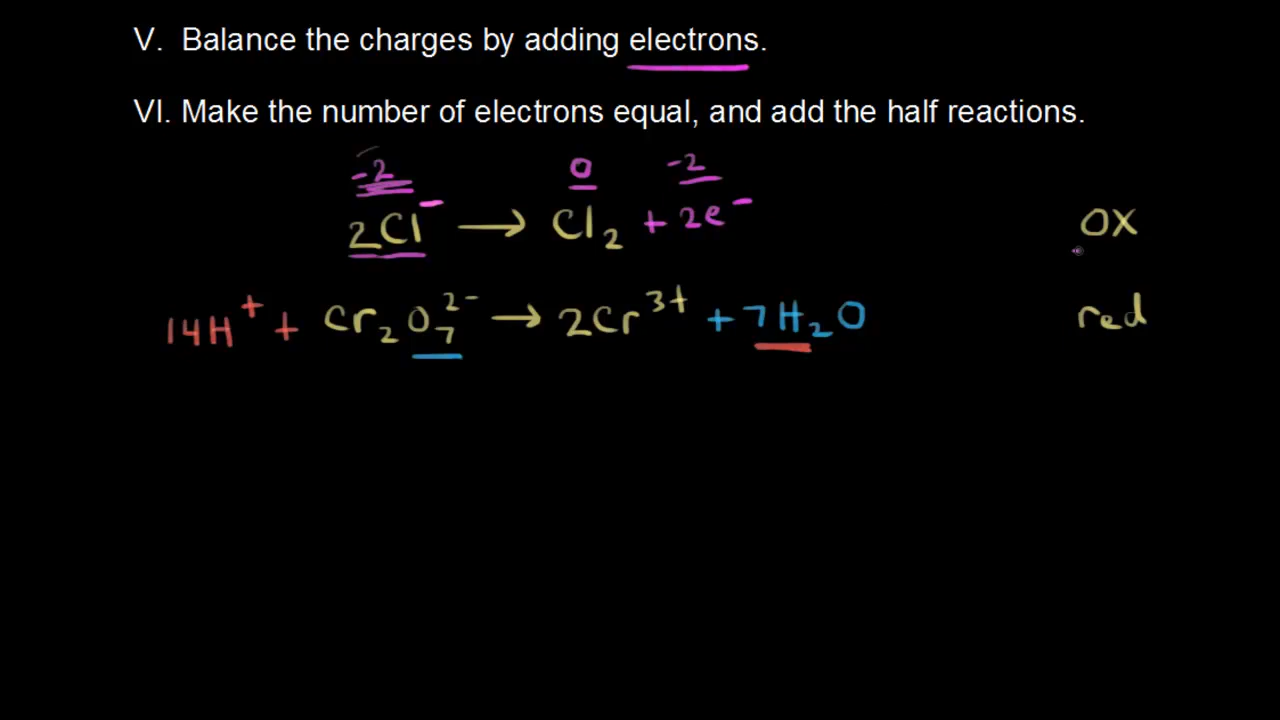 V. Balance the charges by adding electrons.
VI. Make the number of electrons equal, and add the half reactions.
-2 0 -2
2Cl⁻ → Cl₂ + 2e⁻ OX
14H⁺ + Cr₂O₇²⁻ → 2Cr³⁺ + 7H₂O red